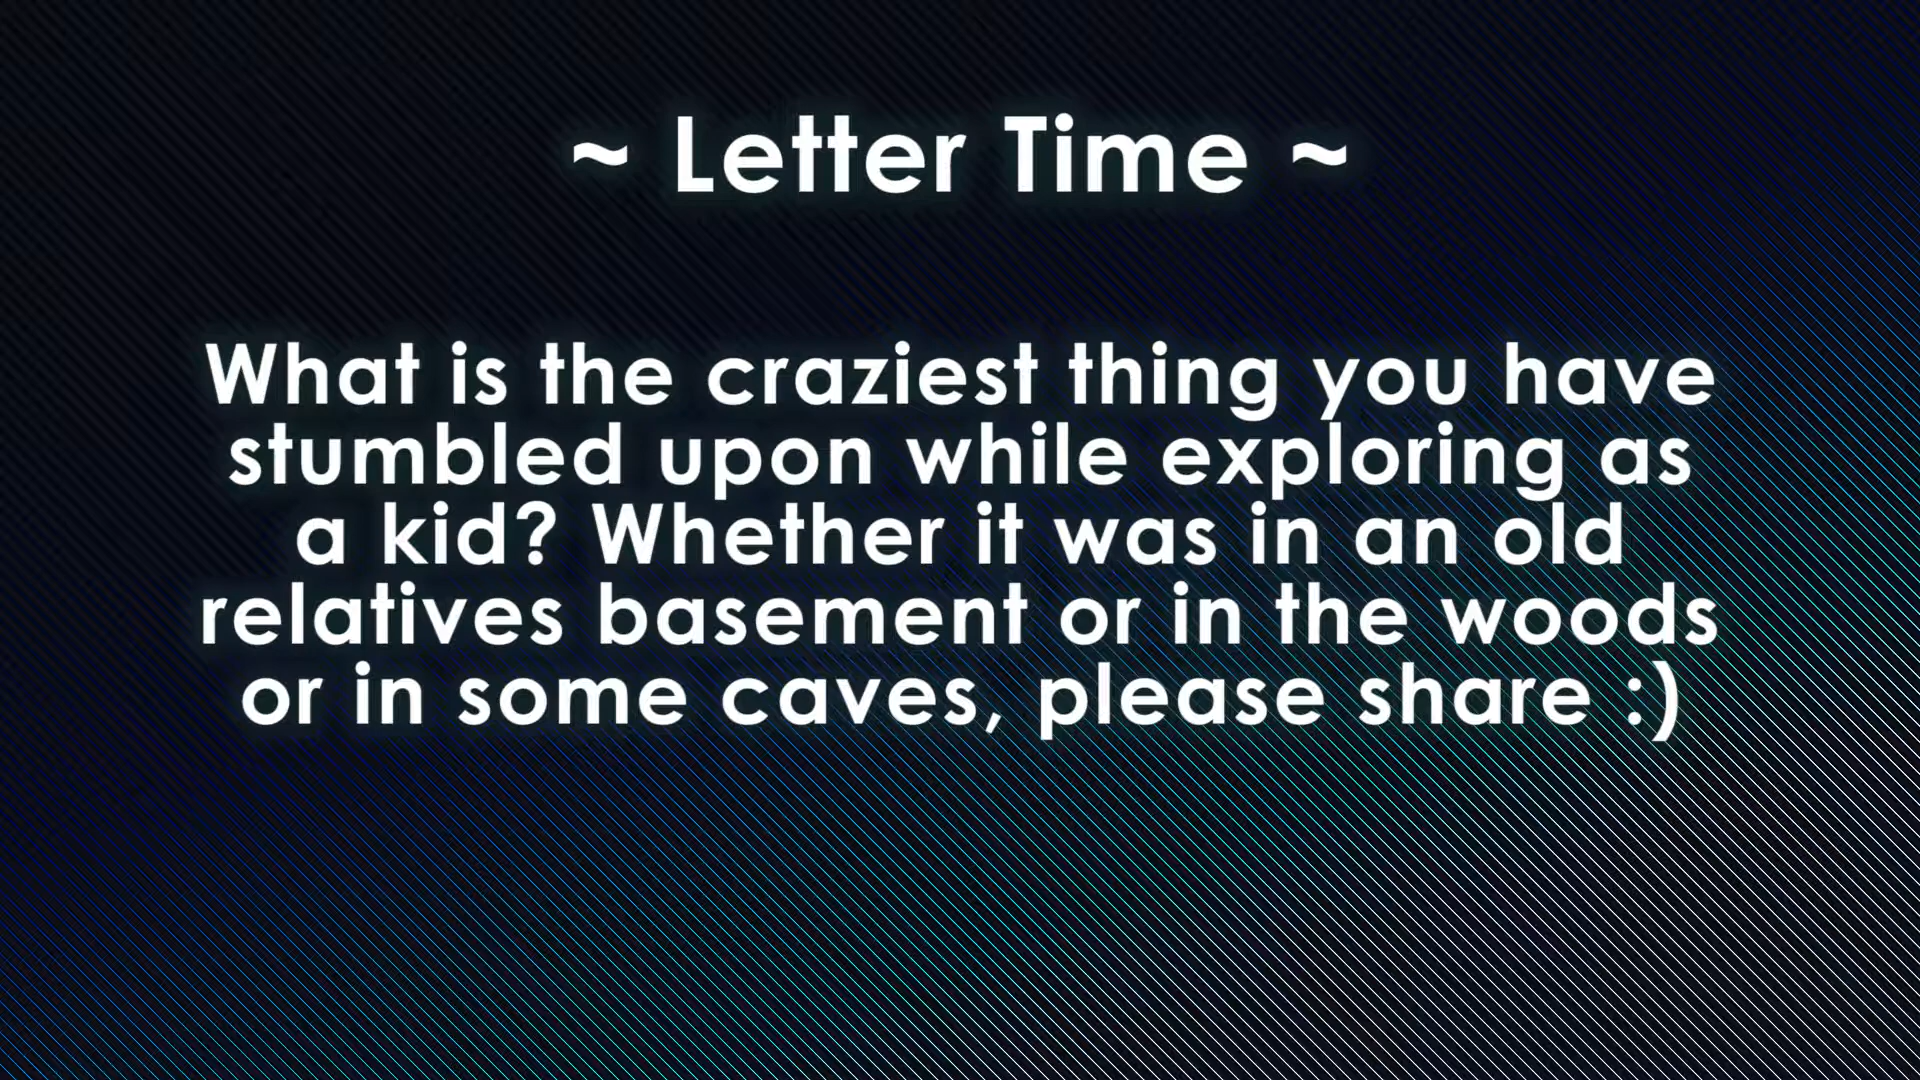 ~ Letter Time ~
What is the craziest thing you have
stumbled upon while exploring as
a kid? Whether it was in an old
relatives basement or in the woods
or in some caves, please share :)